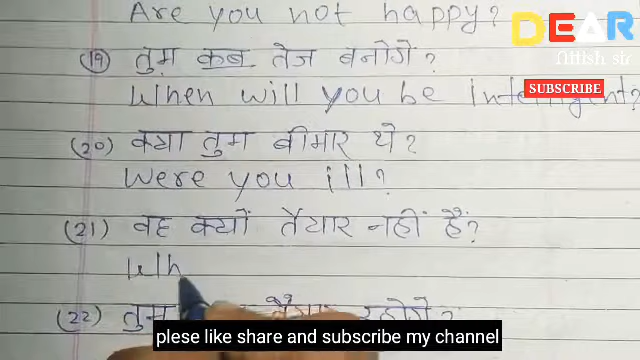 Are you not happy?
DEAR
Nitish sir
(19) तुम कब तेज बनोगे?
SUBSCRIBE
When will you be intelligent?
(20) क्या तुम बीमार थे?
Were you ill?
(21) वह क्यों तैयार नहीं हैं?
Wh
(22) तुम रहोगे?
plese like share and subscribe my channel